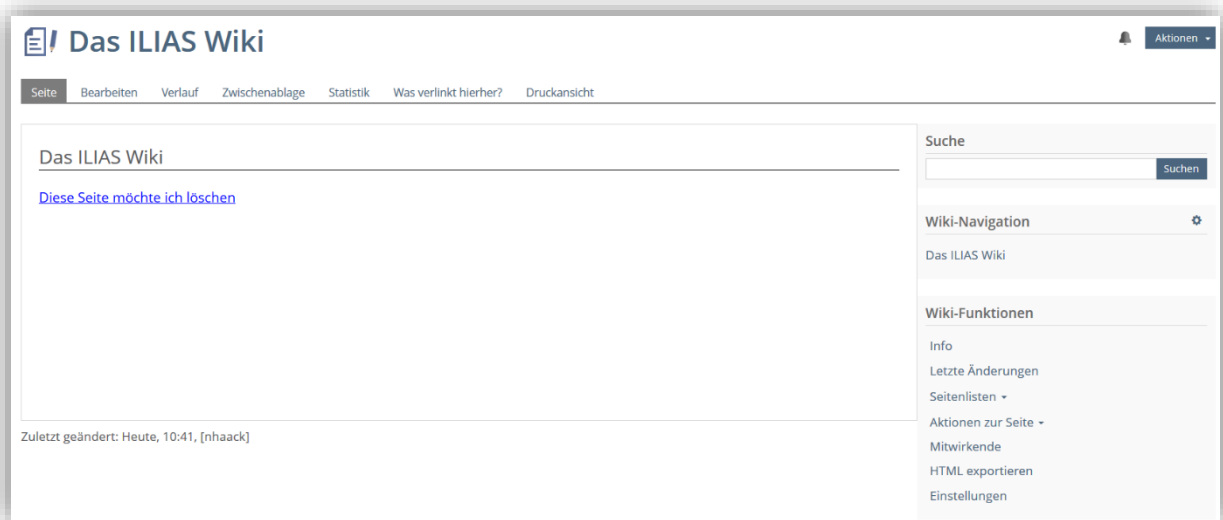 Das ILIAS Wiki
Aktionen
Seite Bearbeiten Verlauf Zwischenablage Statistik Was verlinkt hierher? Druckansicht
Das ILIAS Wiki
Diese Seite möchte ich löschen
Zuletzt geändert: Heute, 10:41, [nhaack]
Suche
Suchen
Wiki-Navigation
Das ILIAS Wiki
Wiki-Funktionen
Info
Letzte Änderungen
Seitenlisten
Aktionen zur Seite
Mitwirkende
HTML exportieren
Einstellungen